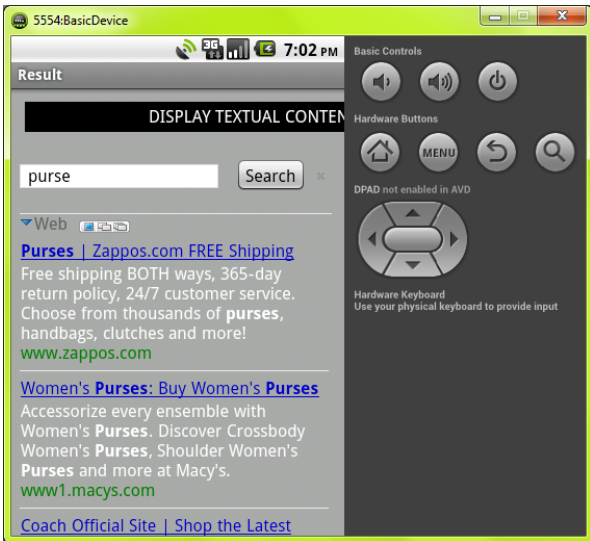 5554:BasicDevice
3G
7:02 PM
Result
DISPLAY TEXTUAL CONTEN
purse
Search
×
Web
Purses | Zappos.com FREE Shipping
Free shipping BOTH ways, 365-day
return policy, 24/7 customer service.
Choose from thousands of purses,
handbags, clutches and more!
www.zappos.com
Women's Purses: Buy Women's Purses
Accessorize every ensemble with
Women's Purses. Discover Crossbody
Women's Purses, Shoulder Women's
Purses and more at Macy's.
www1.macys.com
Coach Official Site | Shop the Latest
Basic Controls
Hardware Buttons
MENU
DPAD not enabled in AVD
Hardware Keyboard
Use your physical keyboard to provide input